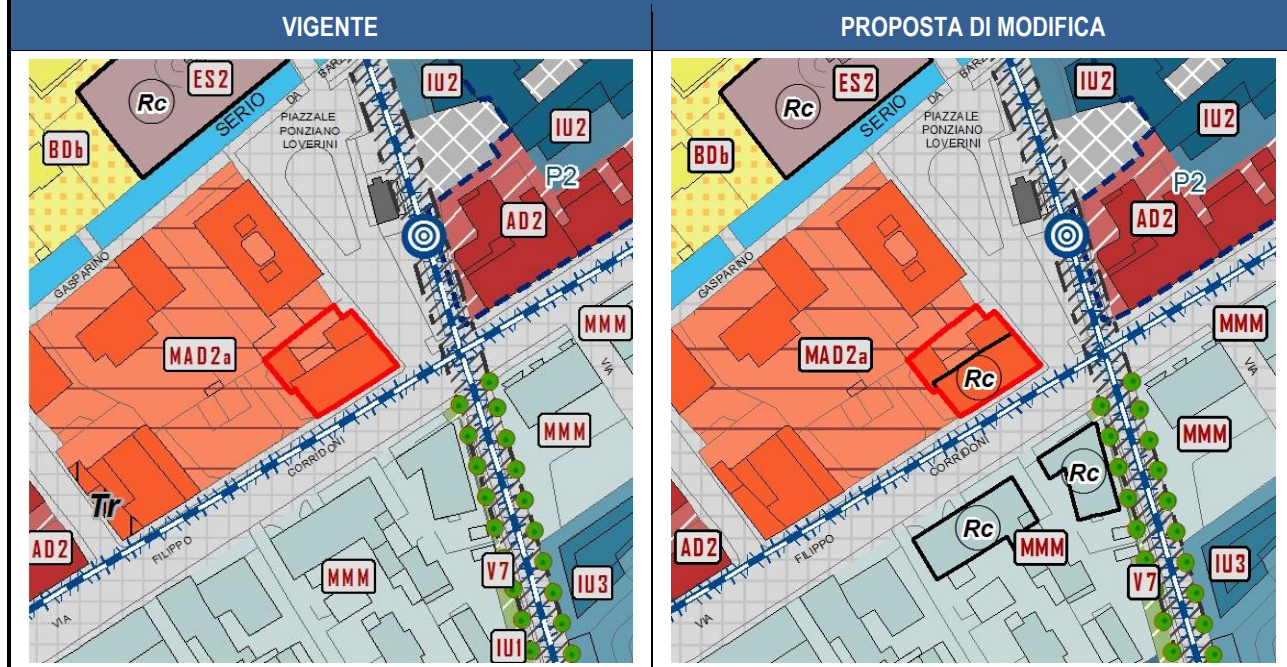 VIGENTE
PROPOSTA DI MODIFICA
ES2
Rc
SERIO
DA
PIAZZALE
PONZIANO
LOVERINI
IU2
IU2
BDb
P2
AD2
GASPARINO
MMM
MAD2a
VIA
CORRIDONI
MMM
Tr
AD2
FILIPPO
MMM
V7
IU3
VIA
IU1
ES2
Rc
SERIO
DA
PIAZZALE
PONZIANO
LOVERINI
IU2
IU2
BDb
P2
AD2
GASPARINO
MMM
MAD2a
Rc
VIA
CORRIDONI
MMM
Rc
Rc
AD2
FILIPPO
MMM
V7
IU3
VIA